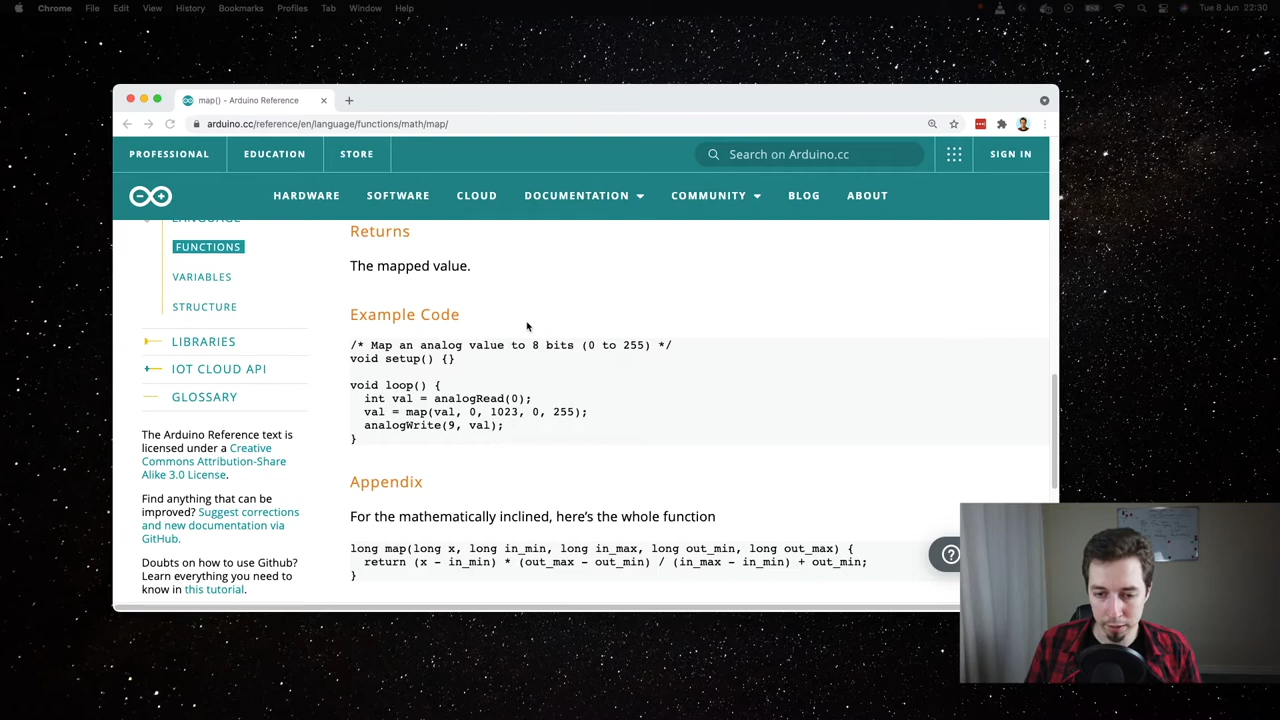 Chrome File Edit View History Bookmarks Profiles Tab Window Help Tue 8 Jun 22:30
map() - Arduino Reference
arduino.cc/reference/en/language/functions/math/map/
PROFESSIONAL EDUCATION STORE Search on Arduino.cc SIGN IN
HARDWARE SOFTWARE CLOUD DOCUMENTATION COMMUNITY BLOG ABOUT
LANGUAGE
FUNCTIONS
VARIABLES
STRUCTURE
LIBRARIES
IOT CLOUD API
GLOSSARY
The Arduino Reference text is
licensed under a Creative
Commons Attribution-Share
Alike 3.0 License.
Find anything that can be
improved? Suggest corrections
and new documentation via
GitHub.
Doubts on how to use Github?
Learn everything you need to
know in this tutorial.
Returns
The mapped value.
Example Code
/* Map an analog value to 8 bits (0 to 255) */
void setup() {}
void loop() {
int val = analogRead(0);
val = map(val, 0, 1023, 0, 255);
analogWrite(9, val);
}
Appendix
For the mathematically inclined, here’s the whole function
long map(long x, long in_min, long in_max, long out_min, long out_max) {
return (x - in_min) * (out_max - out_min) / (in_max - in_min) + out_min;
}